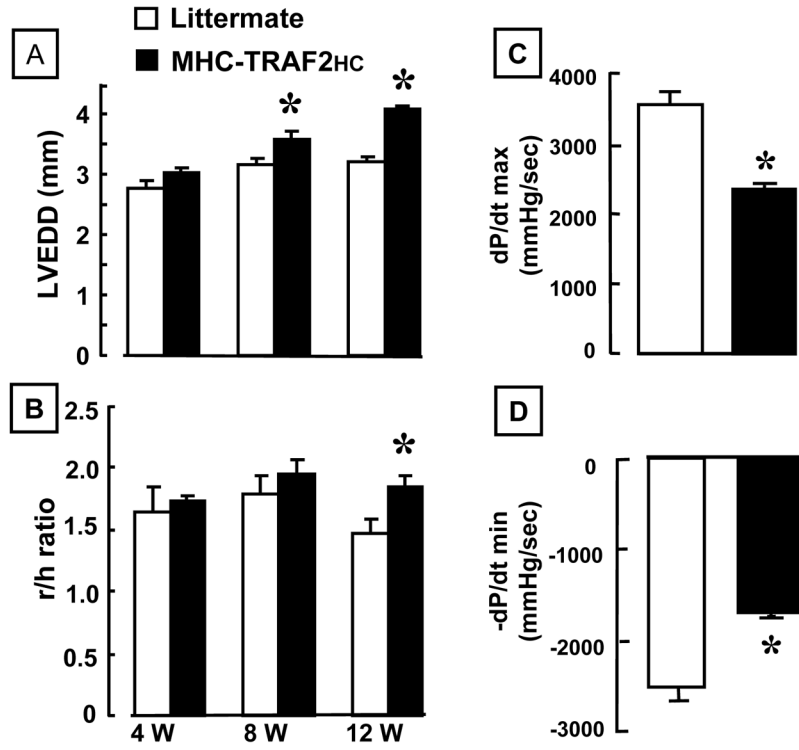 Littermate
MHC-TRAF2HC
A
LVEDD (mm)
4
3
2
1
0
*
*
B
r/h ratio
2.5
2.0
1.5
1.0
0.5
0
*
4 W
8 W
12 W
C
dP/dt max
(mmHg/sec)
4000
3000
2000
1000
0
*
D
-dP/dt min
(mmHg/sec)
0
-1000
-2000
-3000
*